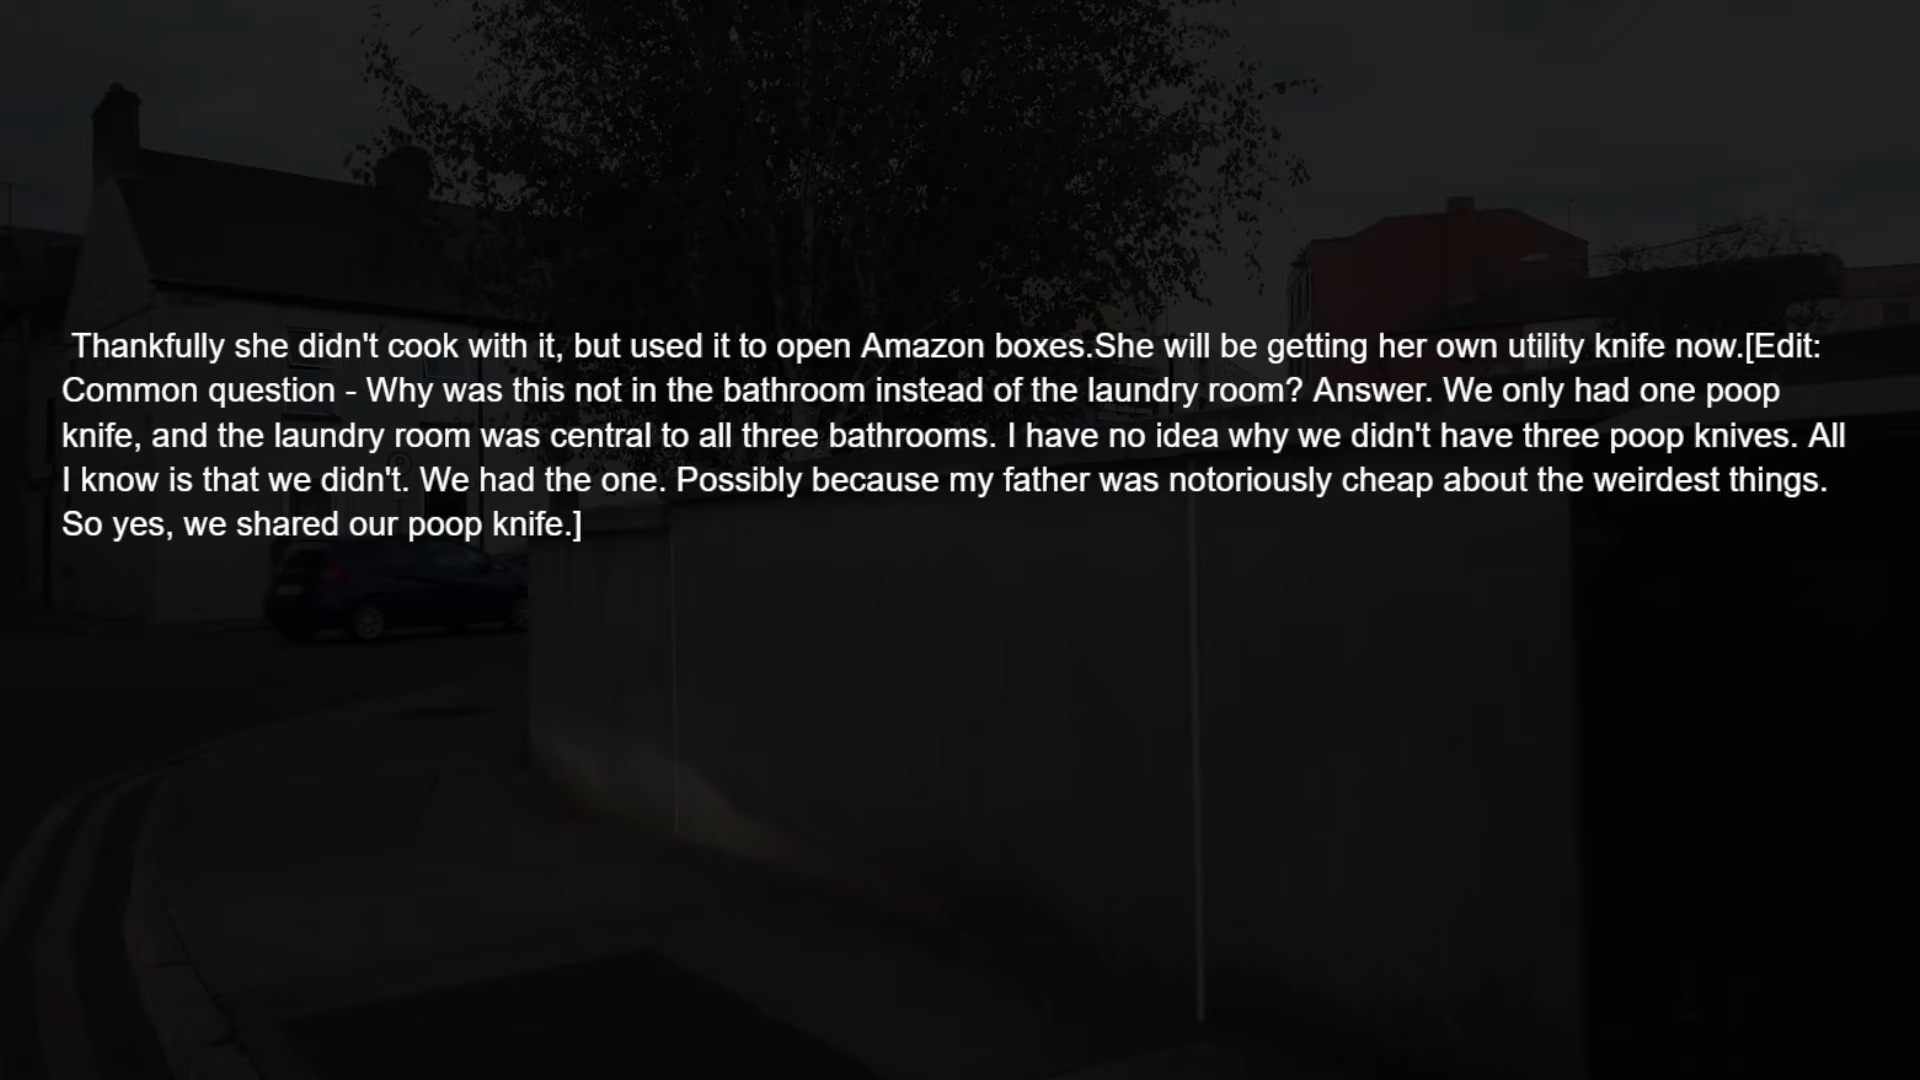 Thankfully she didn't cook with it, but used it to open Amazon boxes.She will be getting her own utility knife now.[Edit:
Common question - Why was this not in the bathroom instead of the laundry room? Answer. We only had one poop
knife, and the laundry room was central to all three bathrooms. I have no idea why we didn't have three poop knives. All
I know is that we didn't. We had the one. Possibly because my father was notoriously cheap about the weirdest things.
So yes, we shared our poop knife.]